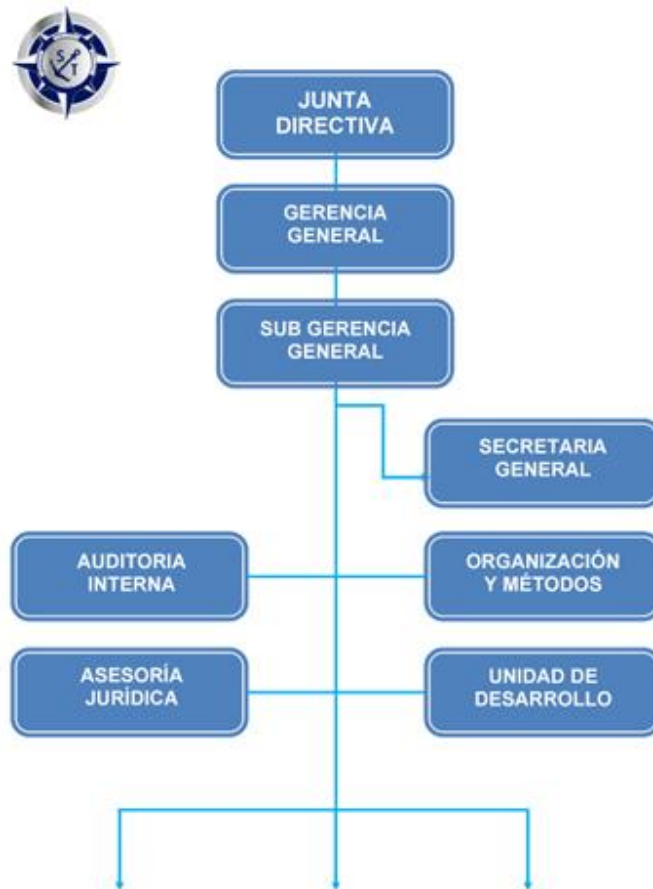 S P
T
JUNTA
DIRECTIVA
GERENCIA
GENERAL
SUB GERENCIA
GENERAL
SECRETARIA
GENERAL
AUDITORIA
INTERNA
ORGANIZACIÓN
Y MÉTODOS
ASESORÍA
JURÍDICA
UNIDAD DE
DESARROLLO